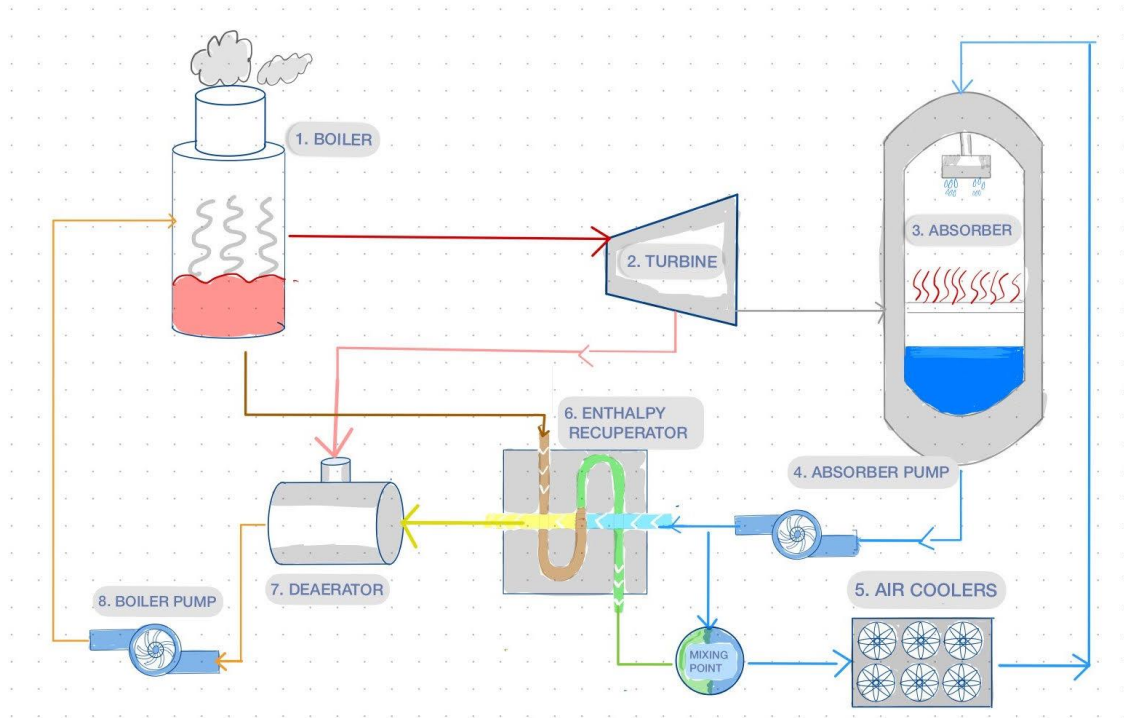 1. BOILER
2. TURBINE
3. ABSORBER
6. ENTHALPY
RECUPERATOR
4. ABSORBER PUMP
7. DEAERATOR
5. AIR COOLERS
8. BOILER PUMP
MIXING
POINT